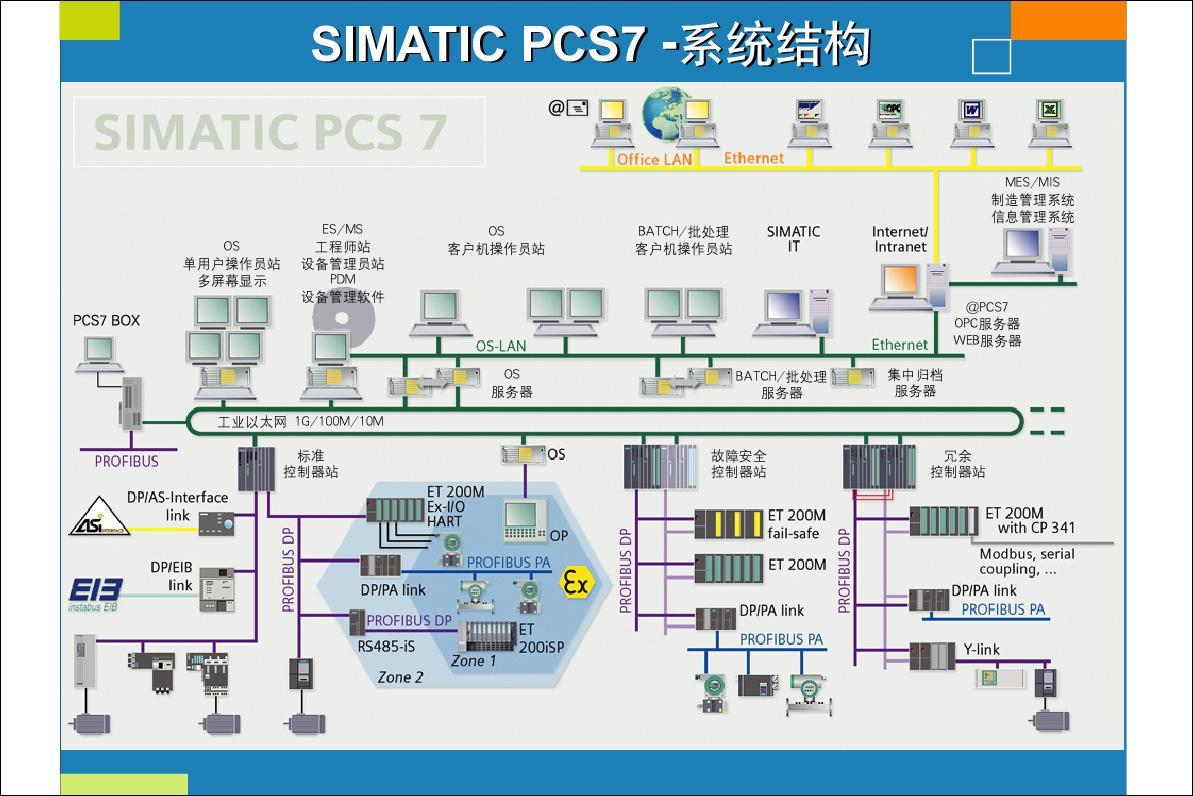 SIMATIC PCS7 -系统结构
SIMATIC PCS 7
@
Office LAN
Ethernet
OPC
W
X
MES/MIS
制造管理系统
信息管理系统
OS
单用户操作员站
多屏幕显示
ES/MS
工程师站
设备管理员站
PDM
设备管理软件
OS
客户机操作员站
BATCH/批处理
客户机操作员站
SIMATIC
IT
Internet/
Intranet
@PCS7
OPC服务器
WEB服务器
PCS7 BOX
OS-LAN
Ethernet
OS
服务器
BATCH/批处理
服务器
集中归档
服务器
工业以太网 1G/100M/10M
PROFIBUS
标准
控制器站
OS
故障安全
控制器站
冗余
控制器站
DP/AS-Interface
link
ASi
INTERFACE
DP/EIB
link
EIB
instabus EIB
PROFIBUS DP
ET 200M
Ex-I/O
HART
OP
PROFIBUS PA
DP/PA link
Ex
PROFIBUS DP
RS485-iS
ET
200iSP
Zone 1
Zone 2
PROFIBUS DP
ET 200M
fail-safe
ET 200M
DP/PA link
PROFIBUS PA
PROFIBUS DP
ET 200M
with CP 341
Modbus, serial
coupling, ...
DP/PA link
PROFIBUS PA
Y-link